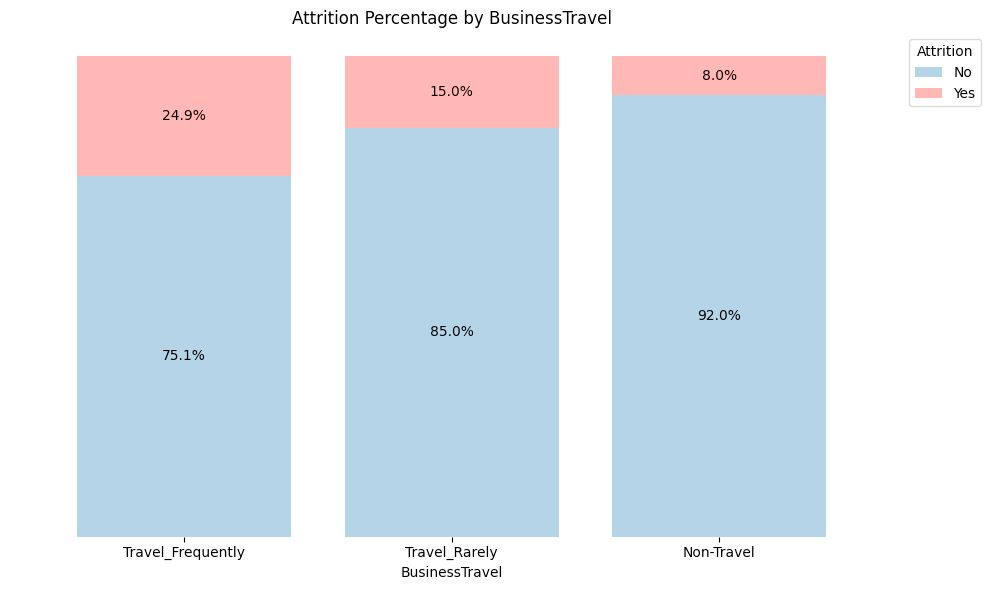 Attrition Percentage by BusinessTravel
Attrition
No
Yes
24.9%
15.0%
8.0%
75.1%
85.0%
92.0%
Travel_Frequently
Travel_Rarely
Non-Travel
BusinessTravel